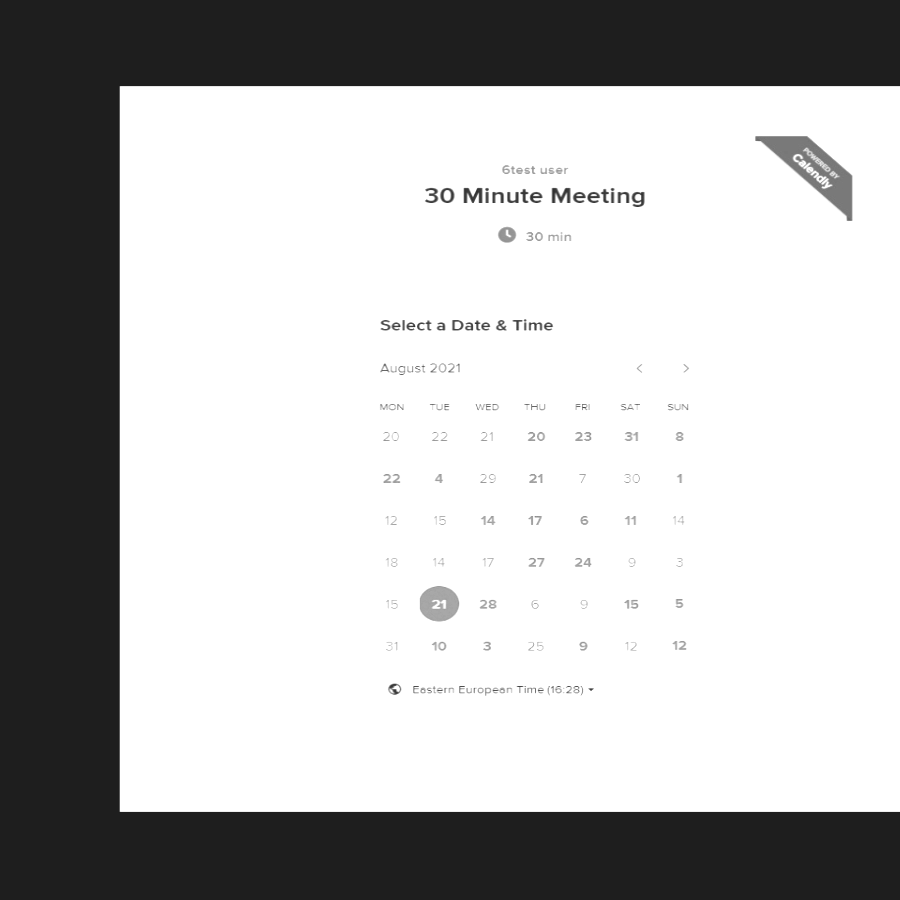 6test user
30 Minute Meeting
30 min
POWERED BY
Calendly
Select a Date & Time
August 2021
MON TUE WED THU FRI SAT SUN
20 22 21 20 23 31 8
22 4 29 21 7 30 1
12 15 14 17 6 11 14
18 14 17 27 24 9 3
15 21 28 6 9 15 5
31 10 3 25 9 12 12
Eastern European Time (16:28)